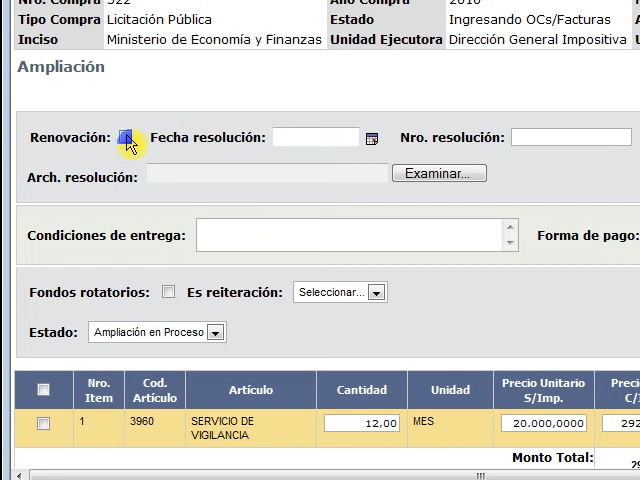 Tipo Compra Licitación Pública Estado Ingresando OCs/Facturas
Inciso Ministerio de Economía y Finanzas Unidad Ejecutora Dirección General Impositiva
Ampliación
Renovación: Fecha resolución: Nro. resolución:
Arch. resolución: Examinar...
Condiciones de entrega: Forma de pago:
Fondos rotatorios: Es reiteración: Seleccionar...
Estado: Ampliación en Proceso
Nro. Item Cod. Artículo Artículo Cantidad Unidad Precio Unitario S/Imp.
1 3960 SERVICIO DE VIGILANCIA 12,00 MES 20.000,0000 292
Monto Total: